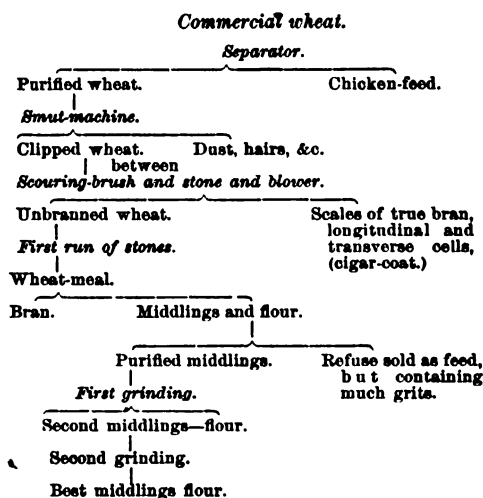 Commercial wheat.
Separator.
Purified wheat. Chicken-feed.
Smut-machine.
Clipped wheat. Dust, hairs, &c.
between
Scouring-brush and stone and blower.
Unbranned wheat. Scales of true bran,
longitudinal and
First run of stones. transverse cells,
(cigar-coat.)
Wheat-meal.
Bran. Middlings and flour.
Purified middlings. Refuse sold as feed,
but containing
First grinding. much grits.
Second middlings—flour.
Second grinding.
Best middlings flour.